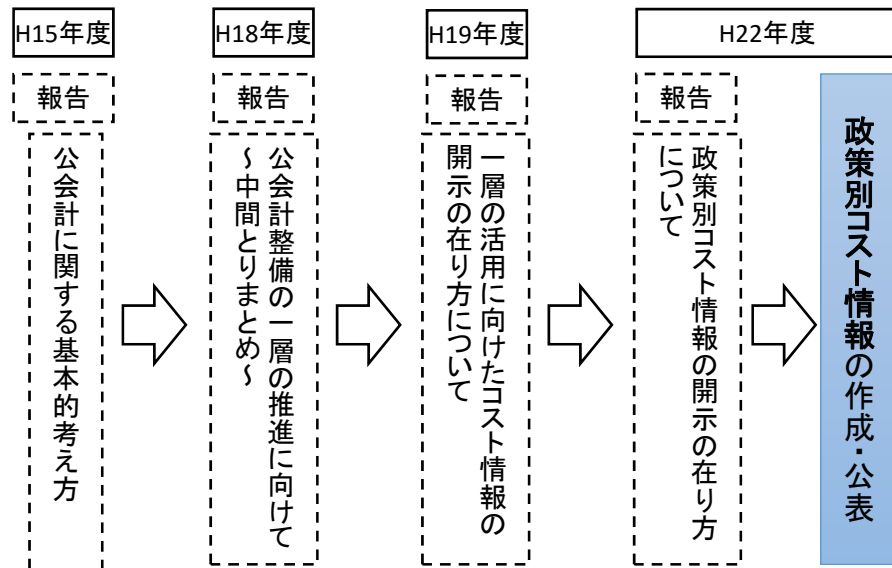 H15年度
H18年度
H19年度
H22年度
報告
公会計に関する基本的考え方
報告
公会計整備の一層の推進に向けて
～中間とりまとめ～
報告
一層の活用に向けたコスト情報の
開示の在り方について
報告
政策別コスト情報の開示の在り方
について
政策別コスト情報の作成・公表